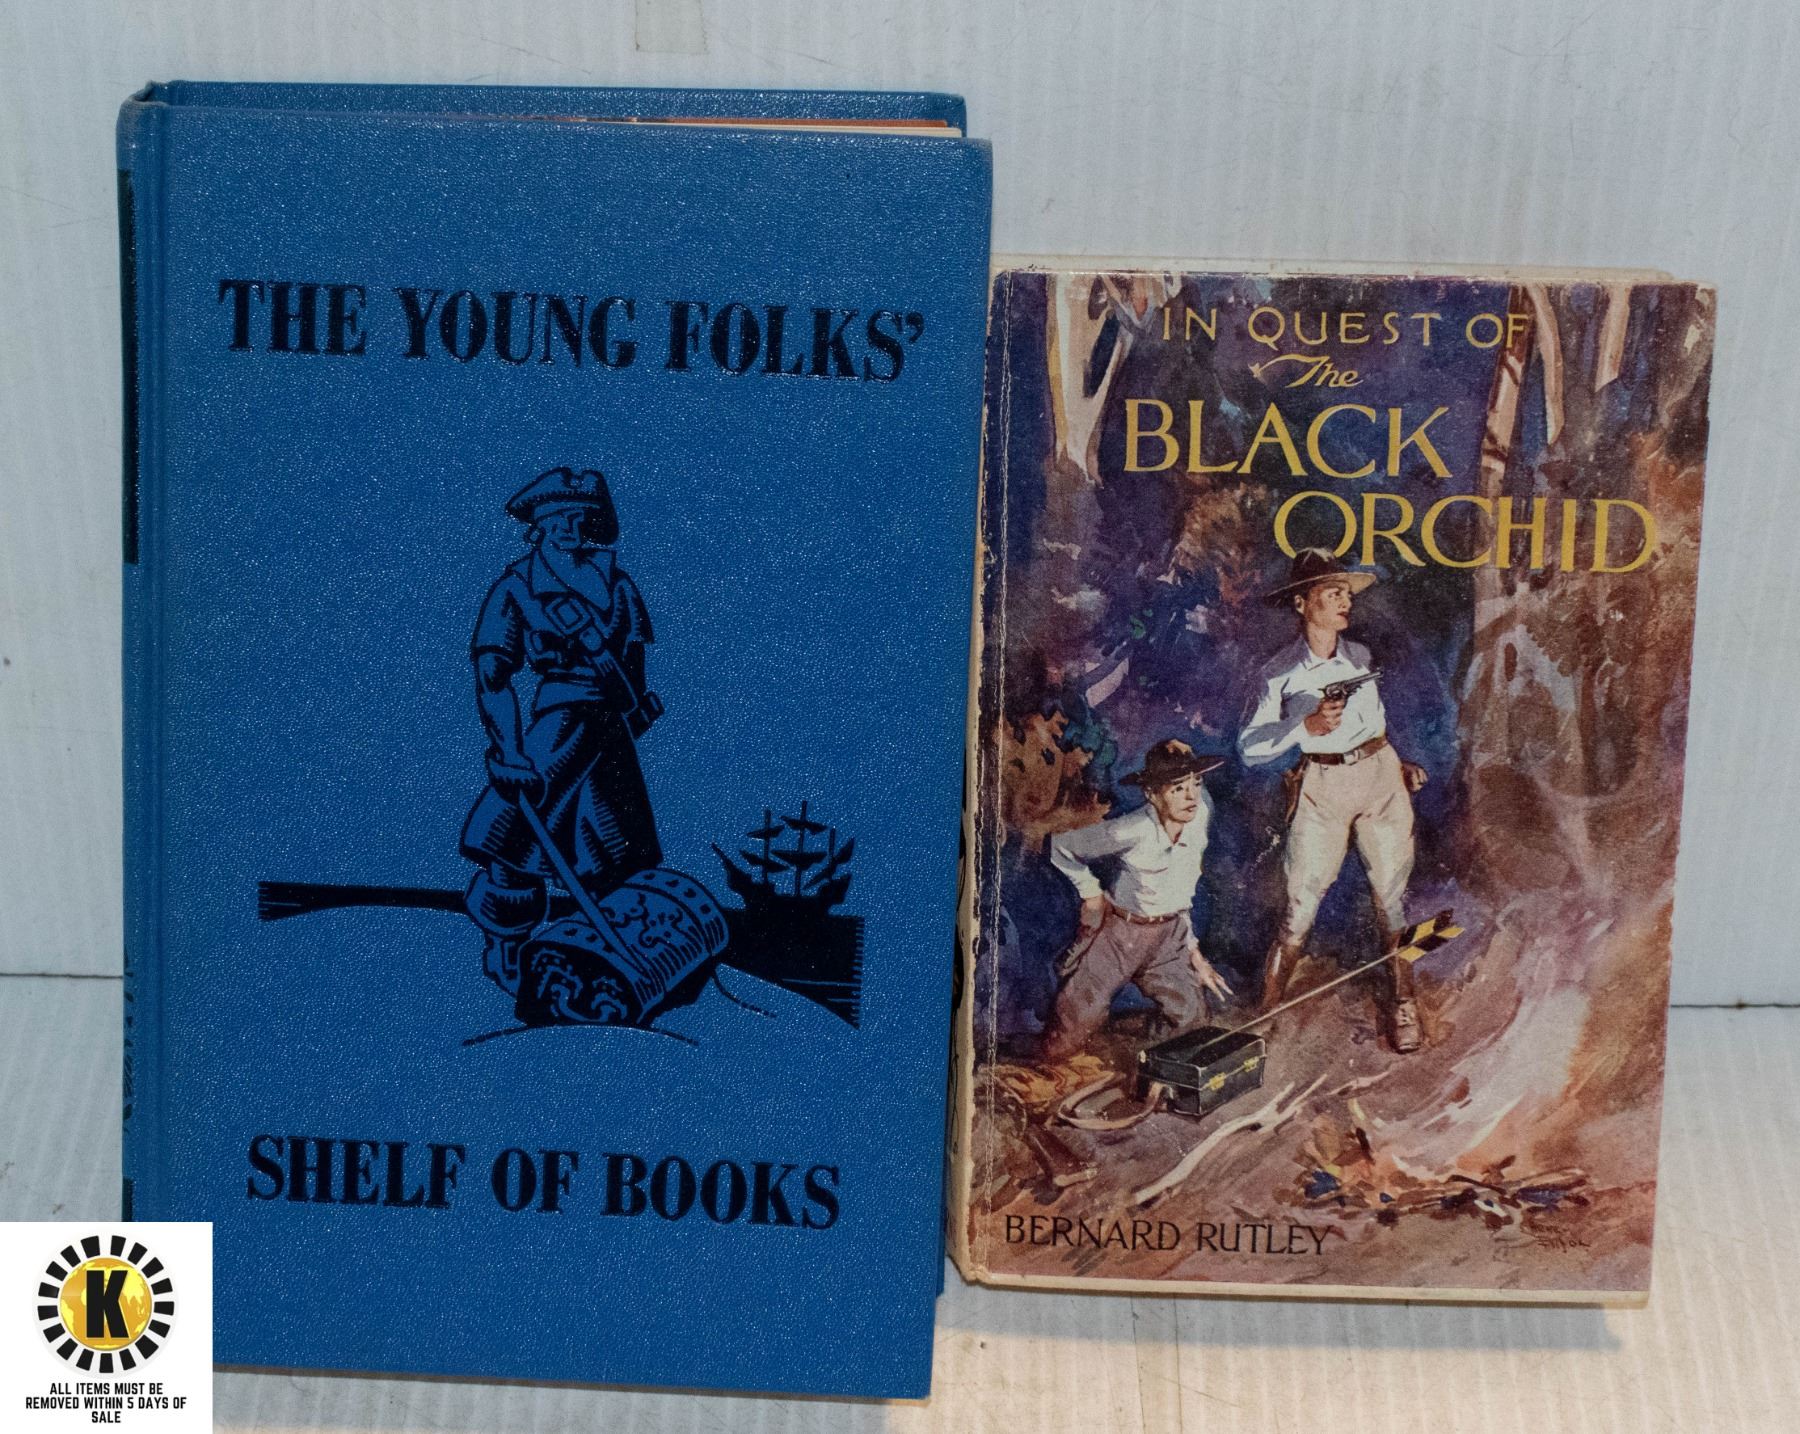 THE YOUNG FOLKS'
SHELF OF BOOKS
IN QUEST OF
The
BLACK
ORCHID
BERNARD RUTLEY
K
ALL ITEMS MUST BE
REMOVED WITHIN 5 DAYS OF
SALE